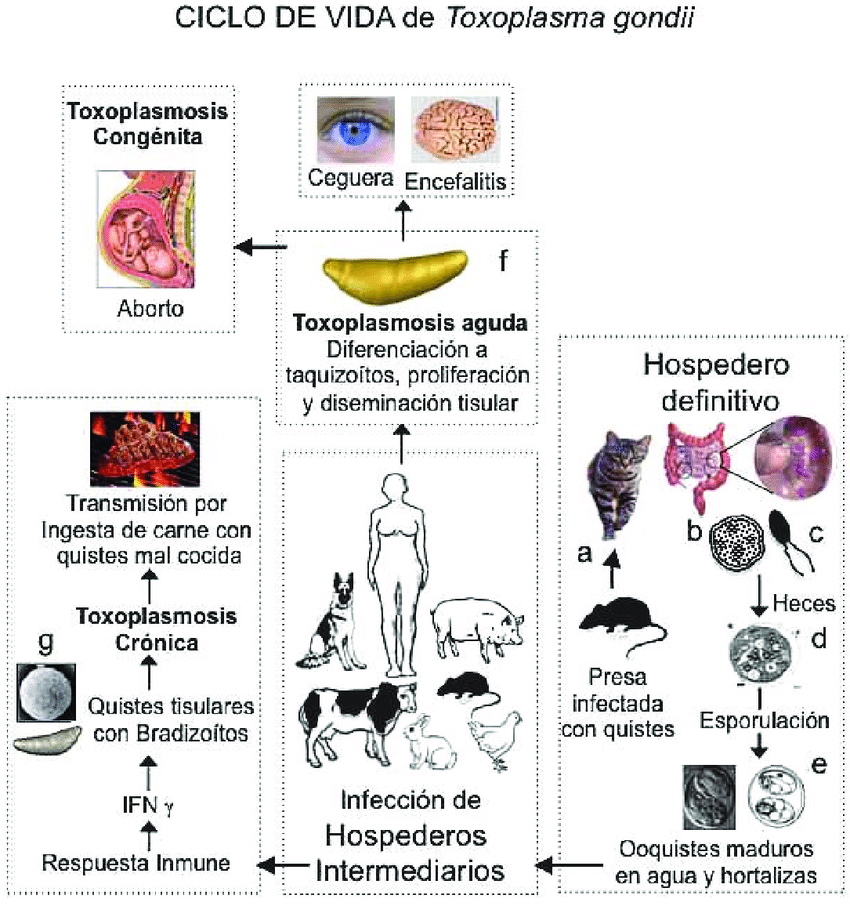 CICLO DE VIDA de Toxoplasma gondii
Toxoplasmosis
Congénita
Aborto
Ceguera
Encefalitis
f
Toxoplasmosis aguda
Diferenciación a
taquizoítos, proliferación
y diseminación tisular
Hospedero
definitivo
a
b
c
Heces
d
Presa
infectada
con quistes
Esporulación
e
Ooquistes maduros
en agua y hortalizas
Infección de
Hospederos
Intermediarios
Transmisión por
Ingesta de carne con
quistes mal cocida
Toxoplasmosis
Crónica
g
Quistes tisulares
con Bradizoítos
IFN γ
Respuesta Inmune